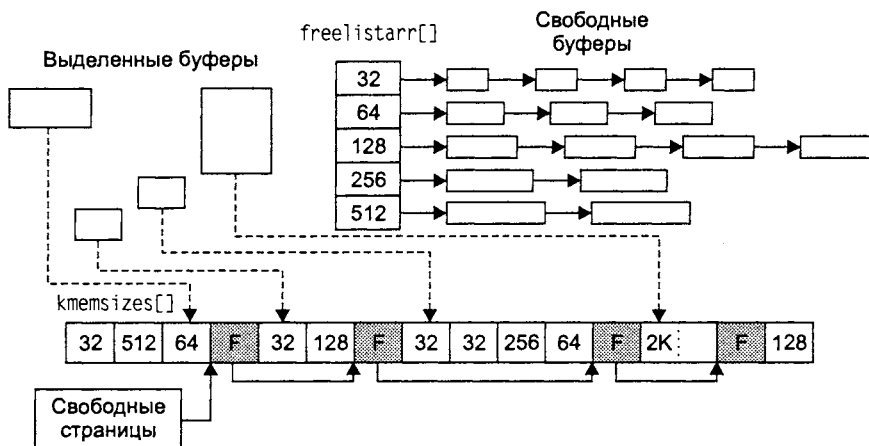 freelistarr[]
Свободные
буферы
Выделенные буферы
32
64
128
256
512
kmemsizes[]
32 512 64 F 32 128 F 32 32 256 64 F 2K F 128
Свободные
страницы